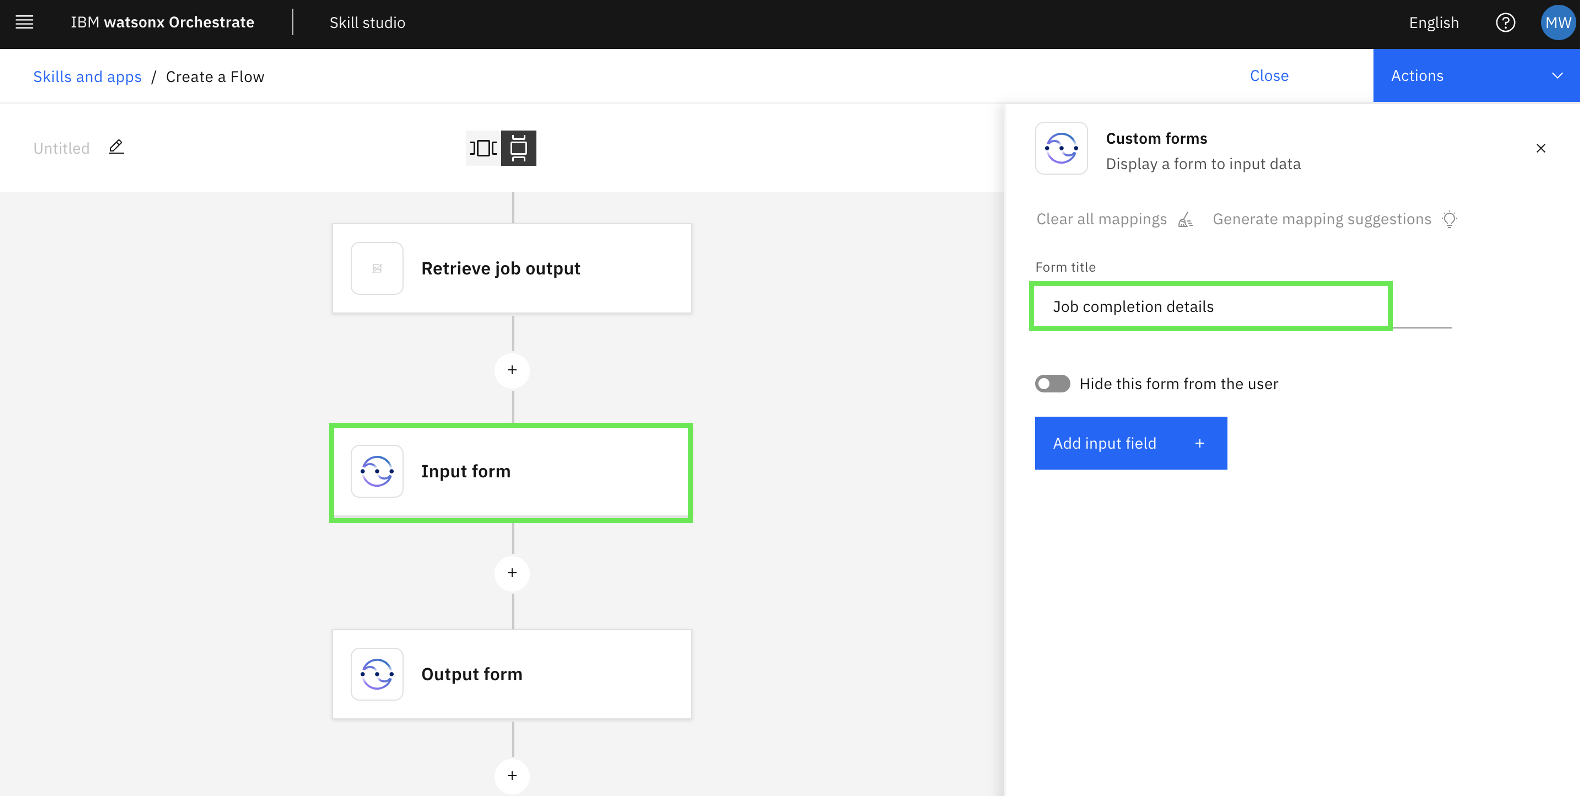 IBM watsonx Orchestrate
Skill studio
English
MW
Skills and apps / Create a Flow
Close
Actions
Untitled
Retrieve job output
+
Input form
+
Output form
+
Custom forms
Display a form to input data
Clear all mappings
Generate mapping suggestions
Form title
Job completion details
Hide this form from the user
Add input field +